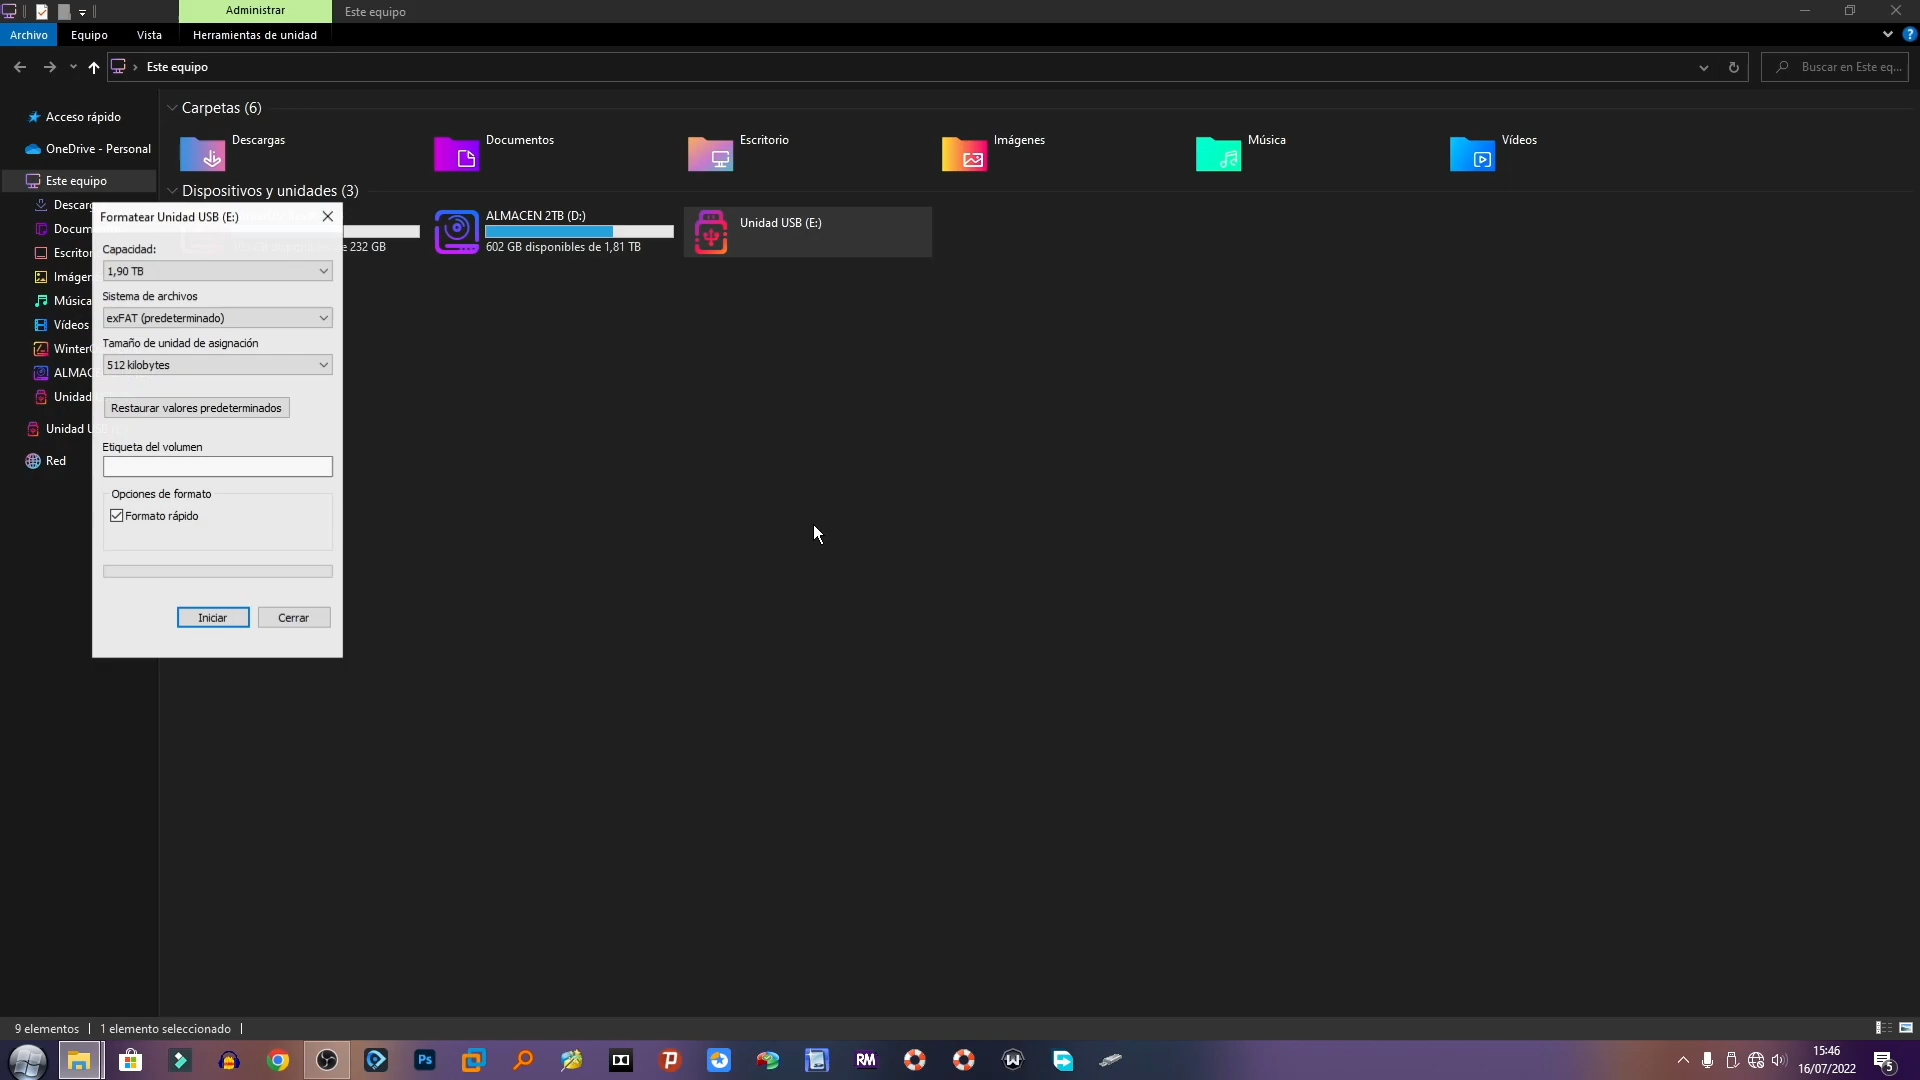 Administrar
Este equipo
Archivo
Equipo
Vista
Herramientas de unidad
Este equipo
Buscar en Este eq...
Acceso rápido
OneDrive - Personal
Este equipo
Descarg
Docum
Escritor
Imágen
Música
Vídeos
Winter
ALMAC
Unidad
Unidad U
Red
Carpetas (6)
Descargas
Documentos
Escritorio
Imágenes
Música
Vídeos
Dispositivos y unidades (3)
e 232 GB
ALMACEN 2TB (D:)
602 GB disponibles de 1,81 TB
Unidad USB (E:)
Formatear Unidad USB (E:)
Capacidad:
1,90 TB
Sistema de archivos
exFAT (predeterminado)
Tamaño de unidad de asignación
512 kilobytes
Restaurar valores predeterminados
Etiqueta del volumen
Opciones de formato
Formato rápido
Iniciar
Cerrar
9 elementos
1 elemento seleccionado
Ps
RM
15:46
16/07/2022
5